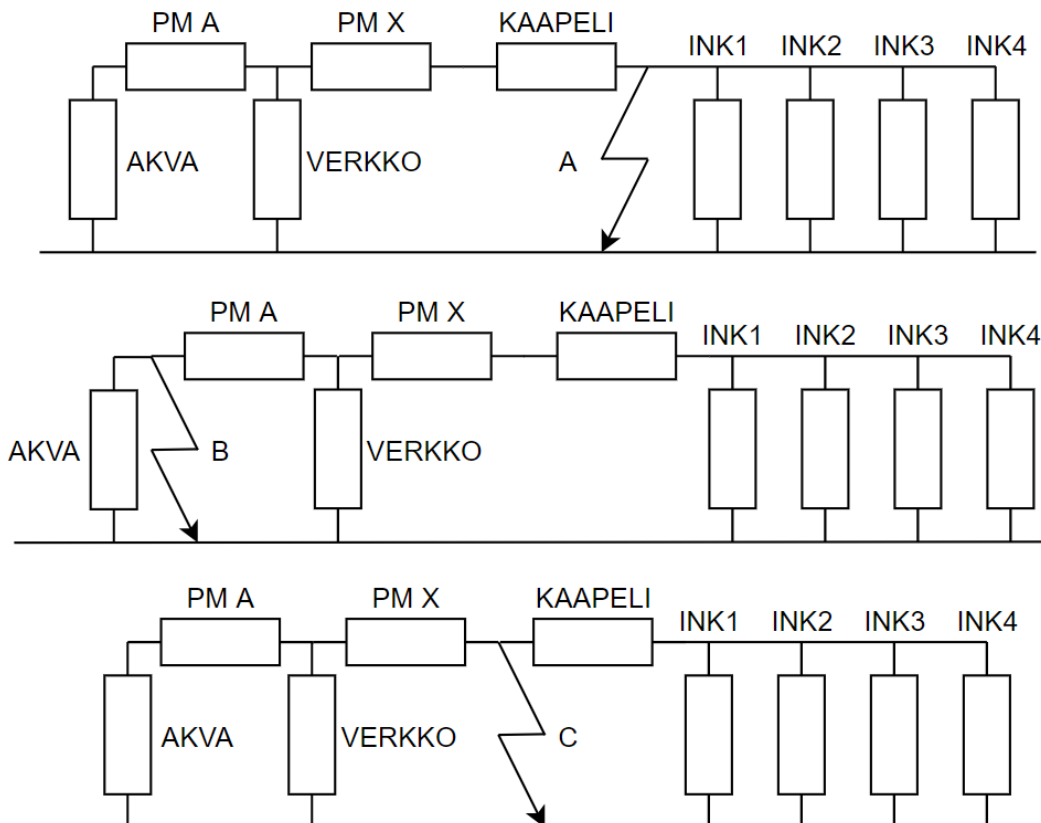 PM A PM X KAAPELI INK1 INK2 INK3 INK4
AKVA VERKKO A
PM A PM X KAAPELI INK1 INK2 INK3 INK4
AKVA B VERKKO
PM A PM X KAAPELI INK1 INK2 INK3 INK4
AKVA VERKKO C